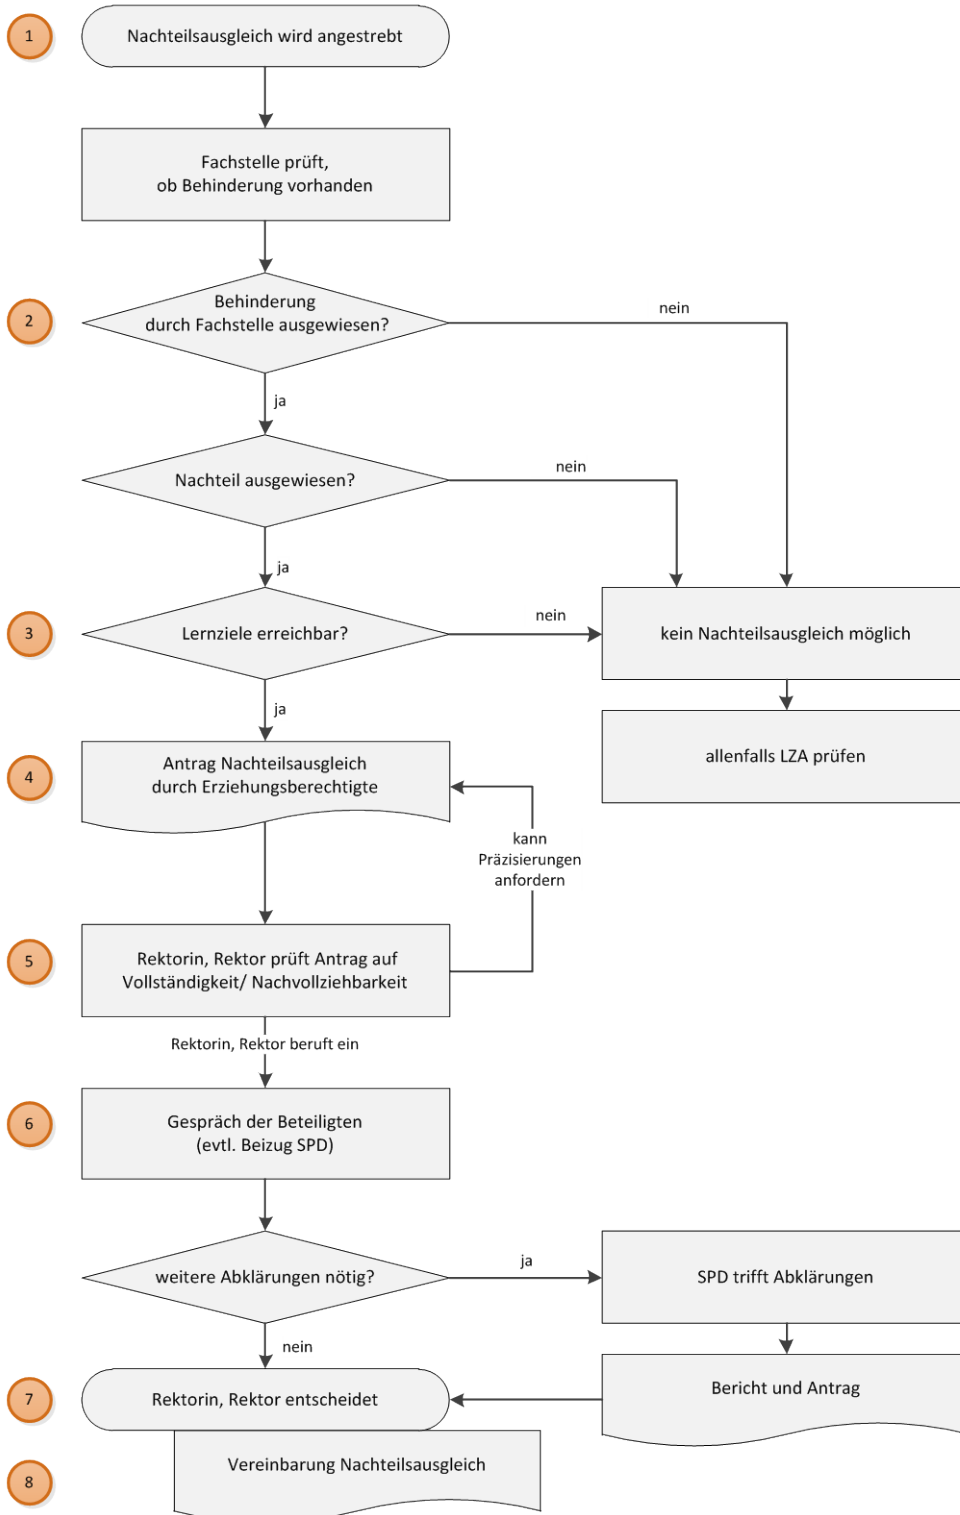 1
Nachteilsausgleich wird angestrebt
Fachstelle prüft,
ob Behinderung vorhanden
2
Behinderung
durch Fachstelle ausgewiesen?
nein
ja
Nachteil ausgewiesen?
nein
ja
3
Lernziele erreichbar?
nein
kein Nachteilsausgleich möglich
ja
allenfalls LZA prüfen
4
Antrag Nachteilsausgleich
durch Erziehungsberechtigte
kann
Präzisierungen
anfordern
5
Rektorin, Rektor prüft Antrag auf
Vollständigkeit/ Nachvollziehbarkeit
Rektorin, Rektor beruft ein
6
Gespräch der Beteiligten
(evtl. Beizug SPD)
weitere Abklärungen nötig?
ja
SPD trifft Abklärungen
nein
7
Rektorin, Rektor entscheidet
Bericht und Antrag
8
Vereinbarung Nachteilsausgleich